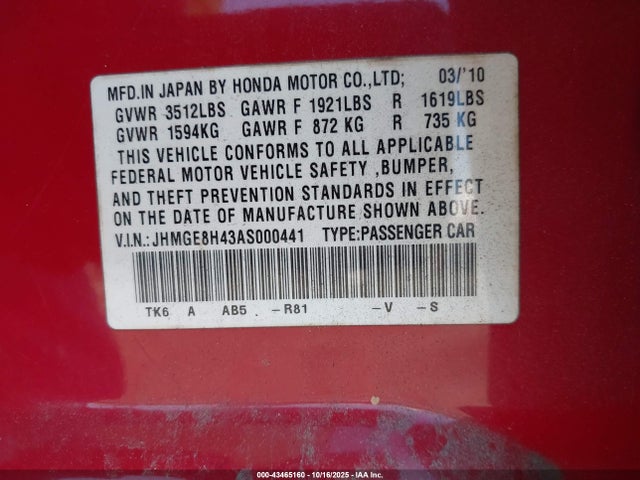 MFD.IN JAPAN BY HONDA MOTOR CO.,LTD; 03/'10
GVWR 3512LBS GAWR F 1921LBS R 1619LBS
GVWR 1594KG GAWR F 872 KG R 735 KG
THIS VEHICLE CONFORMS TO ALL APPLICABLE
FEDERAL MOTOR VEHICLE SAFETY ,BUMPER,
AND THEFT PREVENTION STANDARDS IN EFFECT
ON THE DATE OF MANUFACTURE SHOWN ABOVE.
V.I.N.:JHMGE8H43AS000441 TYPE:PASSENGER CAR
TK6 A AB5 -R81 -V -S
000-43465160 - 10/16/2025 - IAA Inc.